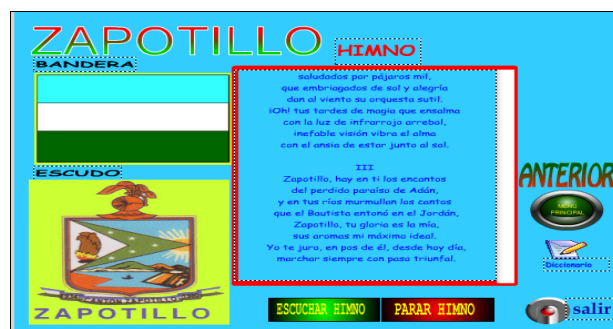 ZAPOTILLO
HIMNO
BANDERA
saludados por pájaros mil,
que embriagados de sol y alegría
dan al viento su orquesta sutil.
¡Oh! tus tardes de magia que ensalma
con la luz de infrarrojo arrebol,
inefable visión vibra el alma
con el ansia de estar junto al sol.
III
Zapotillo, hay en ti los encantos
del perdido paraíso de Adán,
y en tus ríos murmullan los cantos
que el Bautista entonó en el Jordán,
Zapotillo, tu gloria es la mía,
sus aromas mi máximo ideal.
Yo te juro, en pos de él, desde hoy día,
marchar siempre con paso triunfal.
ESCUDO
ZAPOTILLO
ESCUCHAR HIMNO
PARAR HIMNO
ANTERIOR
MENU
PRINCIPAL
Diccionario
salir